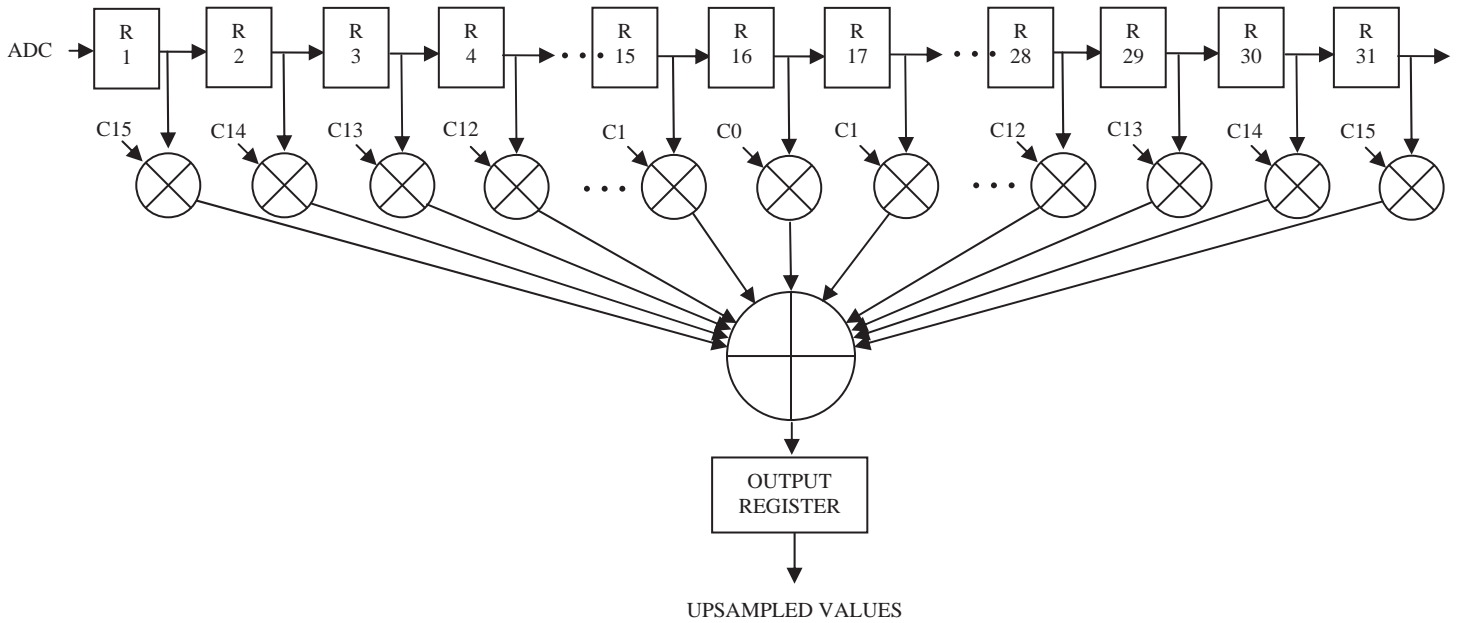 ADC
R
1
R
2
R
3
R
4
R
15
R
16
R
17
R
28
R
29
R
30
R
31
C15
C14
C13
C12
C1
C0
C1
C12
C13
C14
C15
OUTPUT
REGISTER
UPSAMPLED VALUES